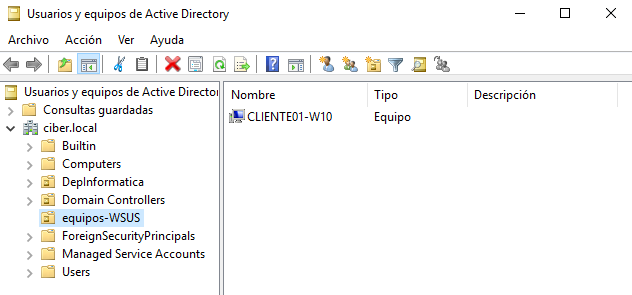 Usuarios y equipos de Active Directory
Archivo Acción Ver Ayuda
Usuarios y equipos de Active Director
Consultas guardadas
ciber.local
Builtin
Computers
DepInformatica
Domain Controllers
equipos-WSUS
ForeignSecurityPrincipals
Managed Service Accounts
Users
Nombre Tipo Descripción
CLIENTE01-W10 Equipo